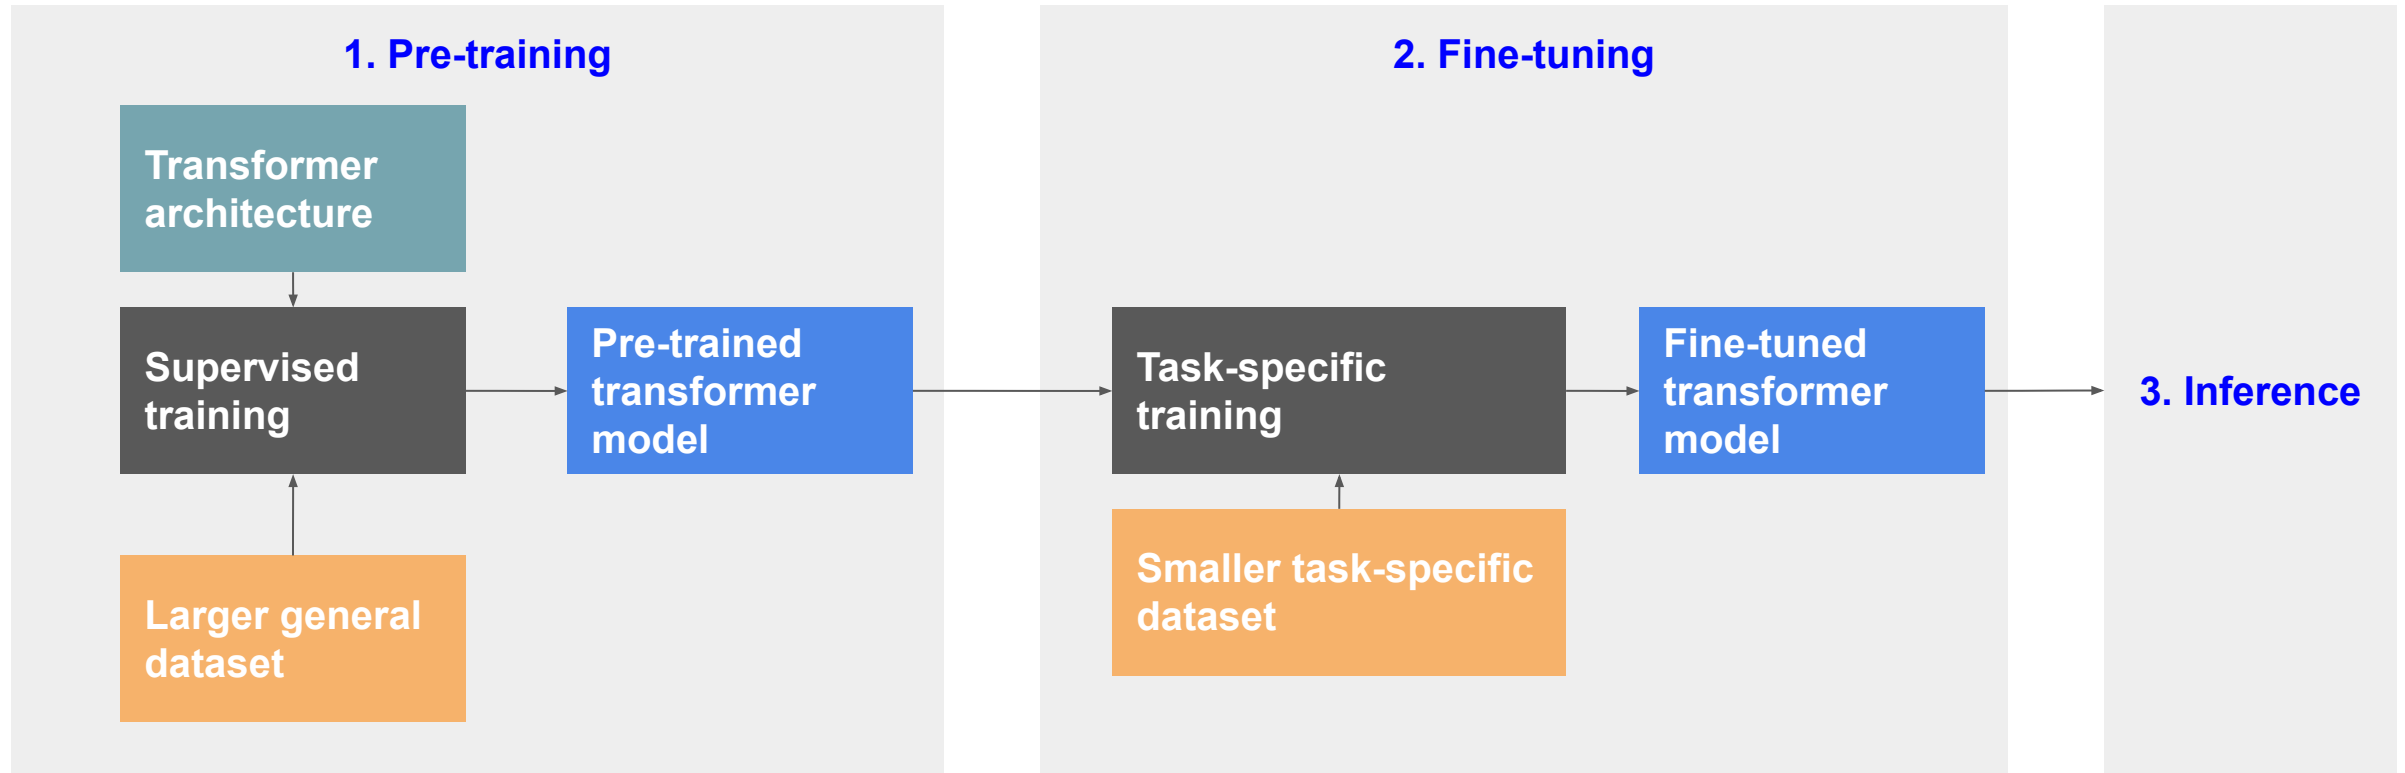 1. Pre-training
Transformer
architecture
Supervised
training
Pre-trained
transformer
model
Larger general
dataset
2. Fine-tuning
Task-specific
training
Fine-tuned
transformer
model
Smaller task-specific
dataset
3. Inference